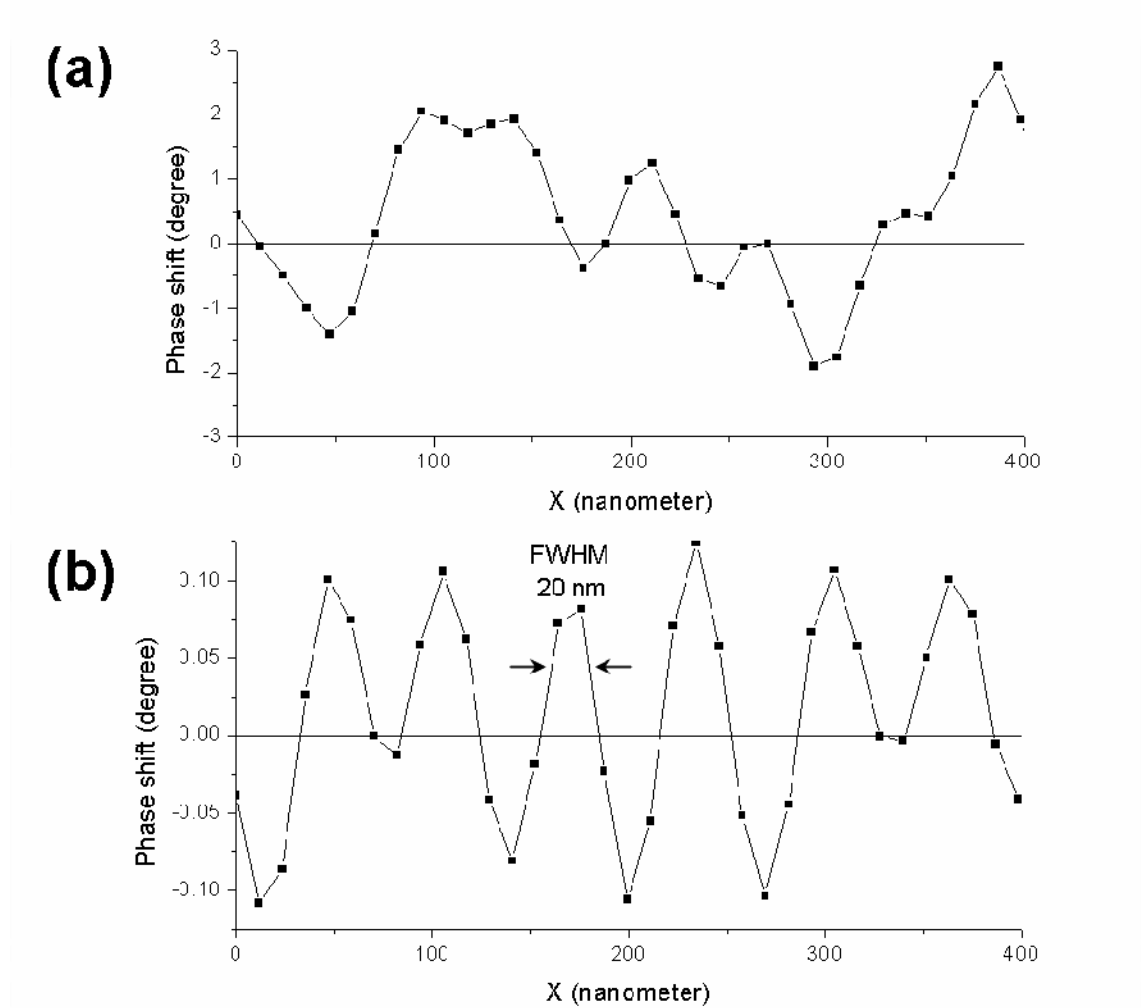 (a)
Phase shift (degree)
3
2
1
0
-1
-2
-3
0 100 200 300 400
X (nanometer)
(b)
FWHM
20 nm
Phase shift (degree)
0.10
0.05
0.00
-0.05
-0.10
0 100 200 300 400
X (nanometer)